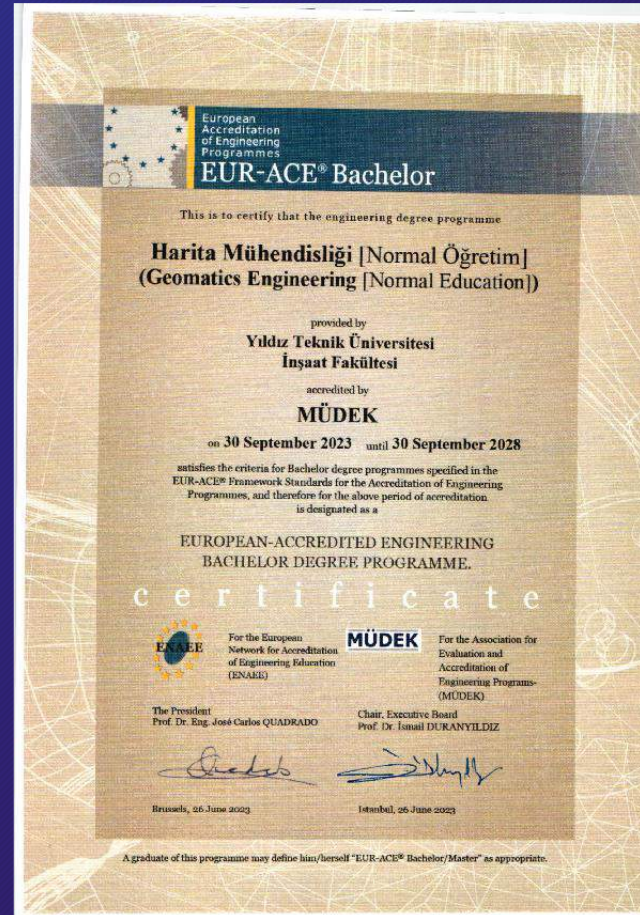 European
Accreditation
of Engineering
Programmes
EUR-ACE® Bachelor
This is to certify that the engineering degree programme
Harita Mühendisliği [Normal Öğretim]
(Geomatics Engineering [Normal Education])
provided by
Yıldız Teknik Üniversitesi
İnşaat Fakültesi
accredited by
MÜDEK
on 30 September 2023 until 30 September 2028
satisfies the criteria for Bachelor degree programmes specified in the
EUR-ACE® Framework Standards for the Accreditation of Engineering
Programmes, and therefore for the above period of accreditation
is designated as a
EUROPEAN-ACCREDITED ENGINEERING
BACHELOR DEGREE PROGRAMME.
certificate
ENAEE
For the European
Network for Accreditation
of Engineering Education
(ENAEE)
The President
Prof. Dr. Eng. José Carlos QUADRADO
Brussels, 26 June 2023
MÜDEK
For the Association for
Evaluation and
Accreditation of
Engineering Programs-
(MÜDEK)
Chair, Executive Board
Prof. Dr. İsmail DURANYILDIZ
Istanbul, 26 June 2023
A graduate of this programme may define him/herself "EUR-ACE® Bachelor/Master" as appropriate.